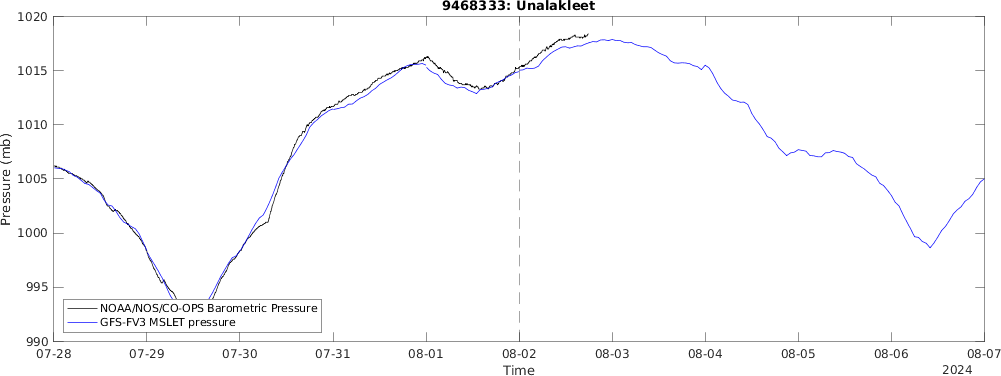 9468333: Unalakleet
1020
1015
1010
1005
1000
995
990
Pressure (mb)
NOAA/NOS/CO-OPS Barometric Pressure
GFS-FV3 MSLET pressure
07-28 07-29 07-30 07-31 08-01 08-02 08-03 08-04 08-05 08-06 08-07
Time
2024